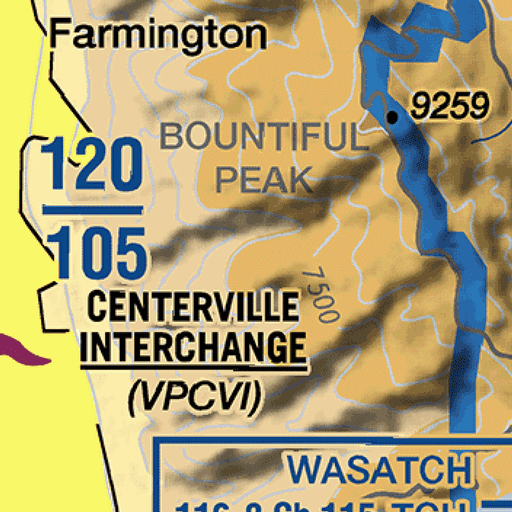 Farmington
9259
BOUNTIFUL
PEAK
120
105
7500
CENTERVILLE
INTERCHANGE
(VPCVI)
WASATCH